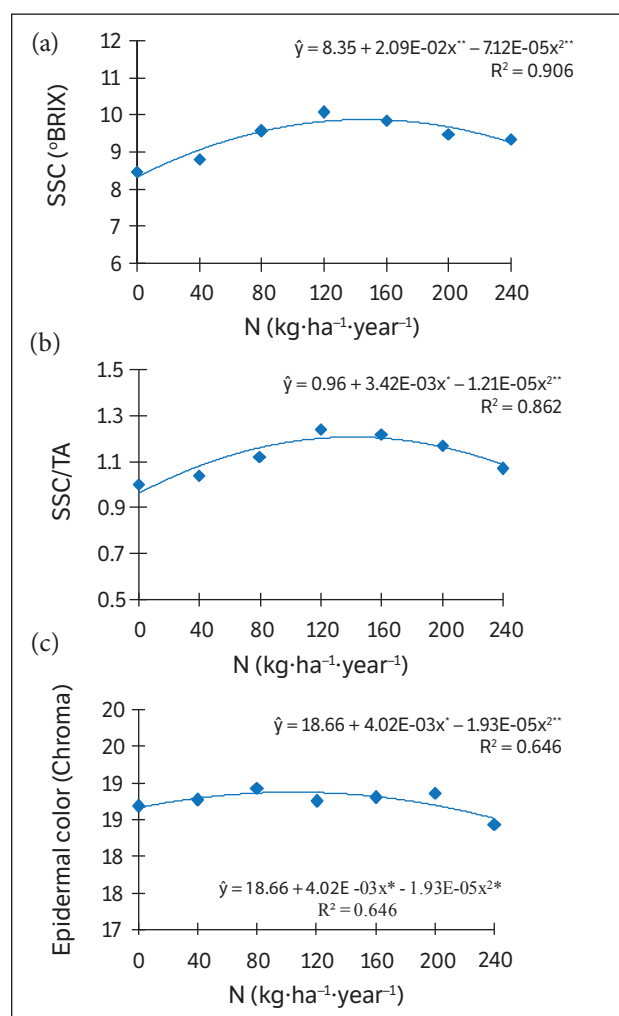 (a)
ŷ = 8.35 + 2.09E-02x** – 7.12E-05x²**
R² = 0.906
SSC (ºBRIX)
12
11
10
9
8
7
6
0 40 80 120 160 200 240
N (kg·ha⁻¹·year⁻¹)
(b)
ŷ = 0.96 + 3.42E-03x* – 1.21E-05x²**
R² = 0.862
SSC/TA
1.5
1.3
1.1
0.9
0.7
0.5
0 40 80 120 160 200 240
N (kg·ha⁻¹·year⁻¹)
(c)
ŷ = 18.66 + 4.02E-03x* – 1.93E-05x²**
R² = 0.646
Epidermal color (Chroma)
20
20
19
19
18
18
17
ŷ = 18.66 + 4.02E -03x* - 1.93E-05x²*
R² = 0.646
0 40 80 120 160 200 240
N (kg·ha⁻¹·year⁻¹)